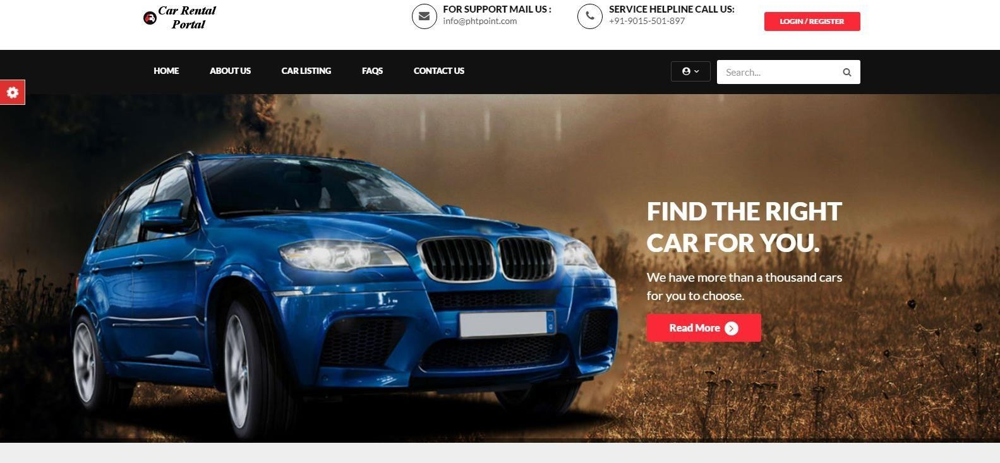 Car Rental
Portal
FOR SUPPORT MAIL US :
info@phtpoint.com
SERVICE HELPLINE CALL US:
+91-9015-501-897
LOGIN / REGISTER
HOME
ABOUT US
CAR LISTING
FAQS
CONTACT US
Search...
FIND THE RIGHT
CAR FOR YOU.
We have more than a thousand cars
for you to choose.
Read More